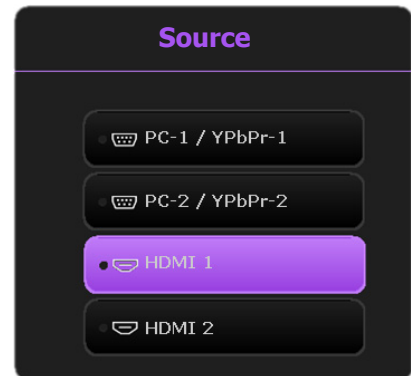 Source
PC-1 / YPbPr-1
PC-2 / YPbPr-2
HDMI 1
HDMI 2